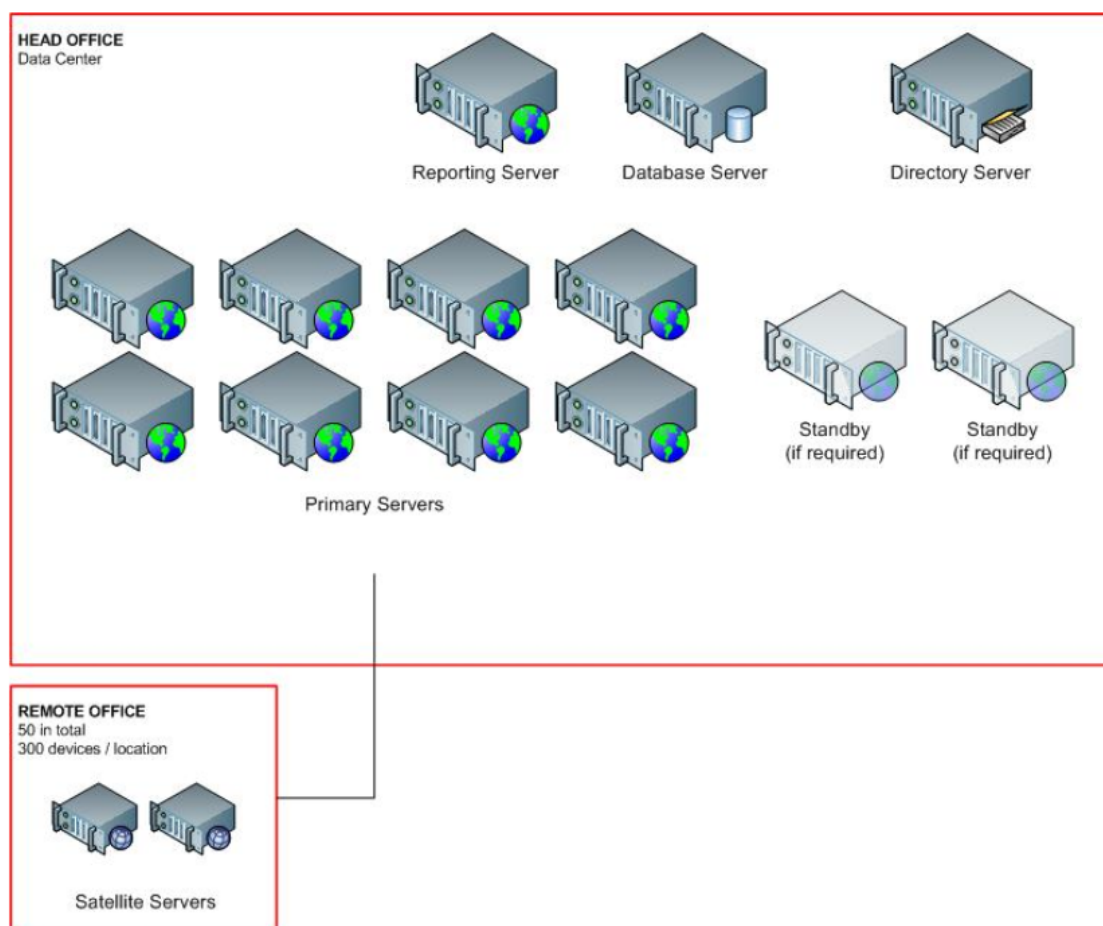 HEAD OFFICE
Data Center
Reporting Server
Database Server
Directory Server
Standby
(if required)
Standby
(if required)
Primary Servers
REMOTE OFFICE
50 in total
300 devices / location
Satellite Servers